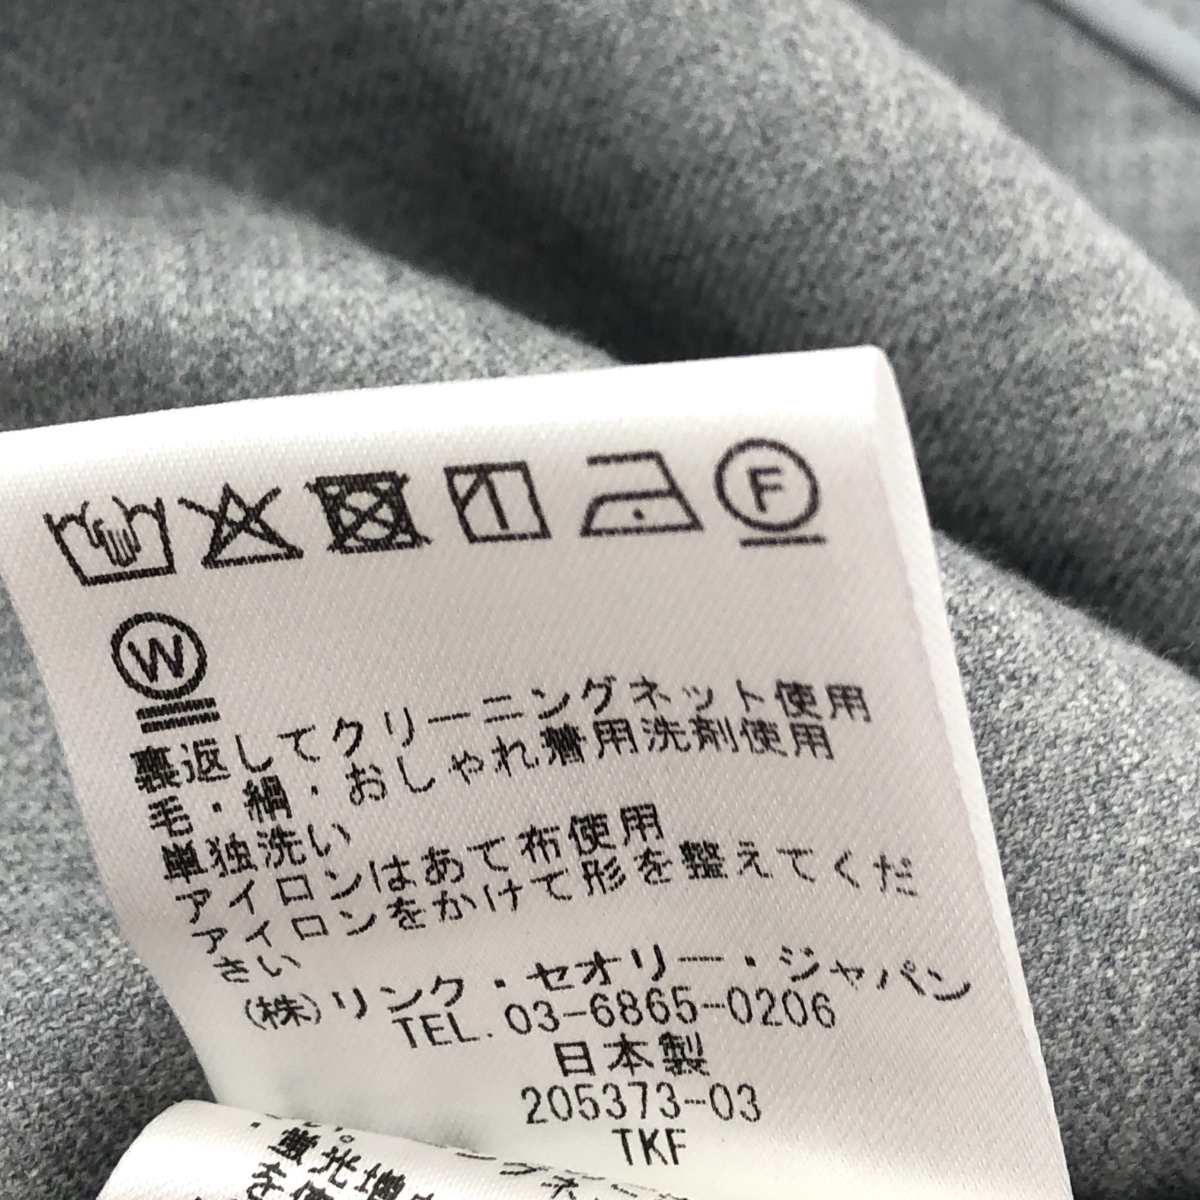 F
W
裏返してクリーニングネット使用
毛・絹・おしゃれ着用洗剤使用
単独洗い
アイロンはあて布使用
アイロンをかけて形を整えてくだ
さい
(株)リンク・セオリー・ジャパン
TEL. 03-6865-0206
日本製
205373-03
TKF
蛍光増
を